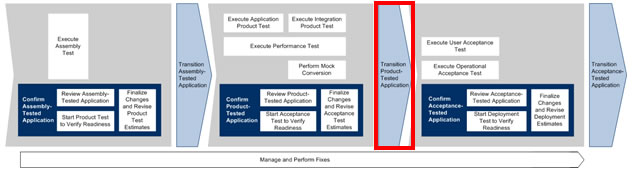 Execute
Assembly
Test
Confirm
Assembly-
Tested
Application
Review Assembly-
Tested Application
Start Product Test
to Verify Readiness
Finalize
Changes
and Revise
Product
Test
Estimates
Transition
Assembly-
Tested
Application
Execute Application
Product Test
Execute Integration
Product Test
Execute Performance Test
Perform Mock
Conversion
Confirm
Product-
Tested
Application
Review Product-
Tested Application
Start Acceptance
Test to Verify
Readiness
Finalize
Changes
and Revise
Acceptance
Test
Estimates
Transition
Product-
Tested
Application
Execute User Acceptance
Test
Execute Operational
Acceptance Test
Confirm
Acceptance-
Tested
Application
Review Acceptance-
Tested Application
Start Deployment
Test to Verify
Readiness
Finalize
Changes
and Revise
Deployment
Estimates
Transition
Acceptance-
Tested
Application
Manage and Perform Fixes